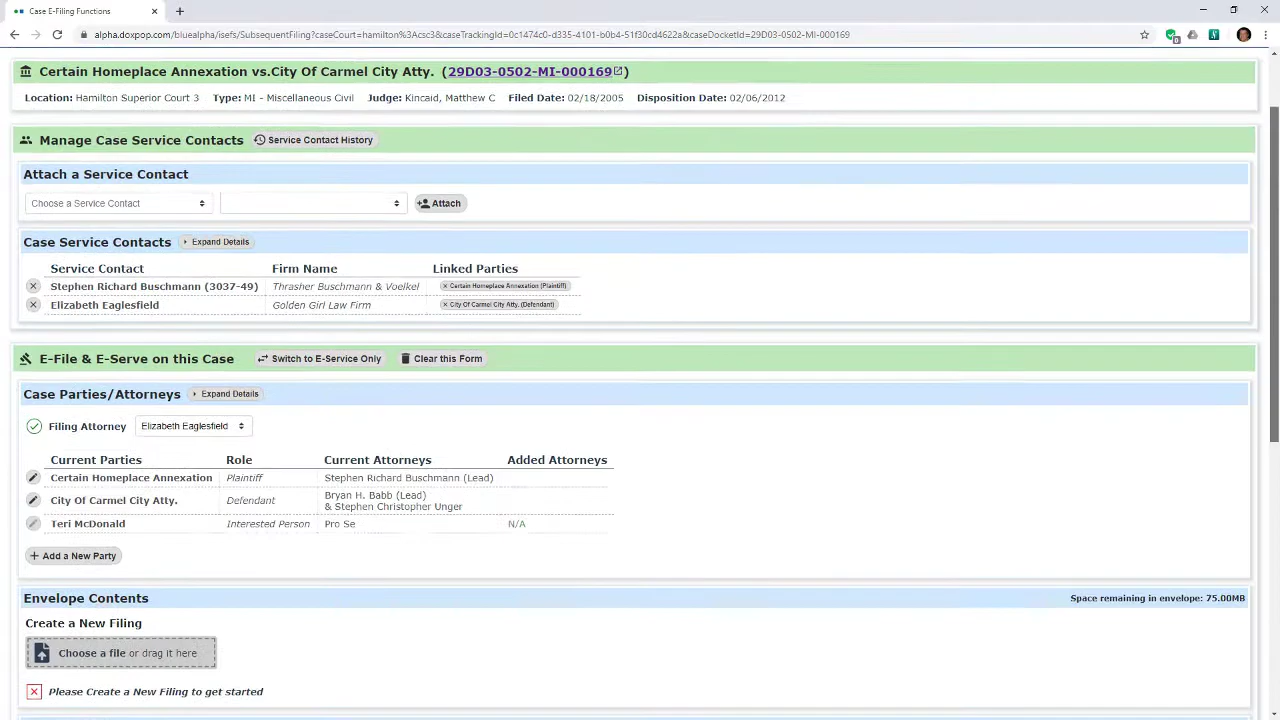 Case E-Filing Functions
alpha.doxpop.com/bluealpha/isefs/SubsequentFiling?caseCourt=hamilton%3Acsc3&caseTrackingId=0c1474c0-d335-4101-b0b4-51f30cd4622a&caseDocketId=29D03-0502-MI-000169
Certain Homeplace Annexation vs.City Of Carmel City Atty. (29D03-0502-MI-000169)
Location: Hamilton Superior Court 3 Type: MI - Miscellaneous Civil Judge: Kincaid, Matthew C Filed Date: 02/18/2005 Disposition Date: 02/06/2012
Manage Case Service Contacts Service Contact History
Attach a Service Contact
Choose a Service Contact Attach
Case Service Contacts Expand Details
Service Contact Firm Name Linked Parties
Stephen Richard Buschmann (3037-49) Thrasher Buschmann & Voelkel × Certain Homeplace Annexation (Plaintiff)
Elizabeth Eaglesfield Golden Girl Law Firm × City Of Carmel City Atty. (Defendant)
E-File & E-Serve on this Case Switch to E-Service Only Clear this Form
Case Parties/Attorneys Expand Details
Filing Attorney Elizabeth Eaglesfield
Current Parties Role Current Attorneys Added Attorneys
Certain Homeplace Annexation Plaintiff Stephen Richard Buschmann (Lead)
City Of Carmel City Atty. Defendant Bryan H. Babb (Lead)
& Stephen Christopher Unger
Teri McDonald Interested Person Pro Se N/A
+ Add a New Party
Envelope Contents Space remaining in envelope: 75.00MB
Create a New Filing
Choose a file or drag it here
Please Create a New Filing to get started